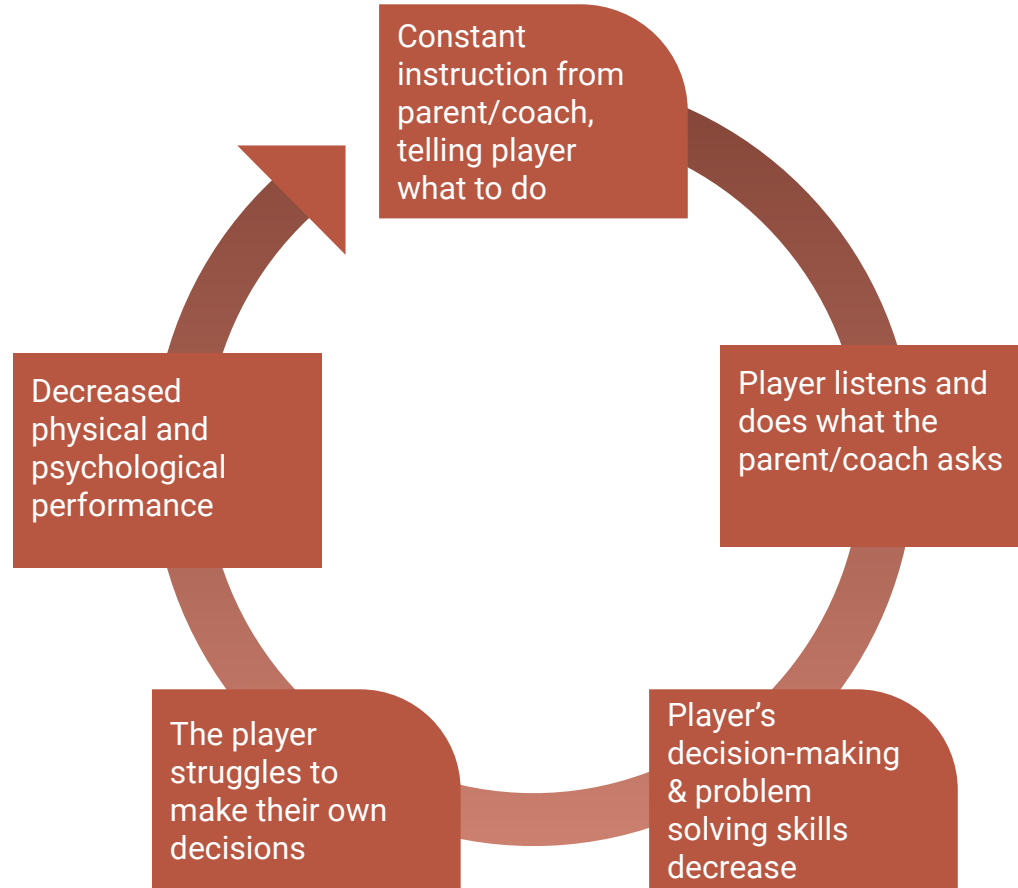 Constant
instruction from
parent/coach,
telling player
what to do
Player listens and
does what the
parent/coach asks
Player’s
decision-making
& problem
solving skills
decrease
The player
struggles to
make their own
decisions
Decreased
physical and
psychological
performance